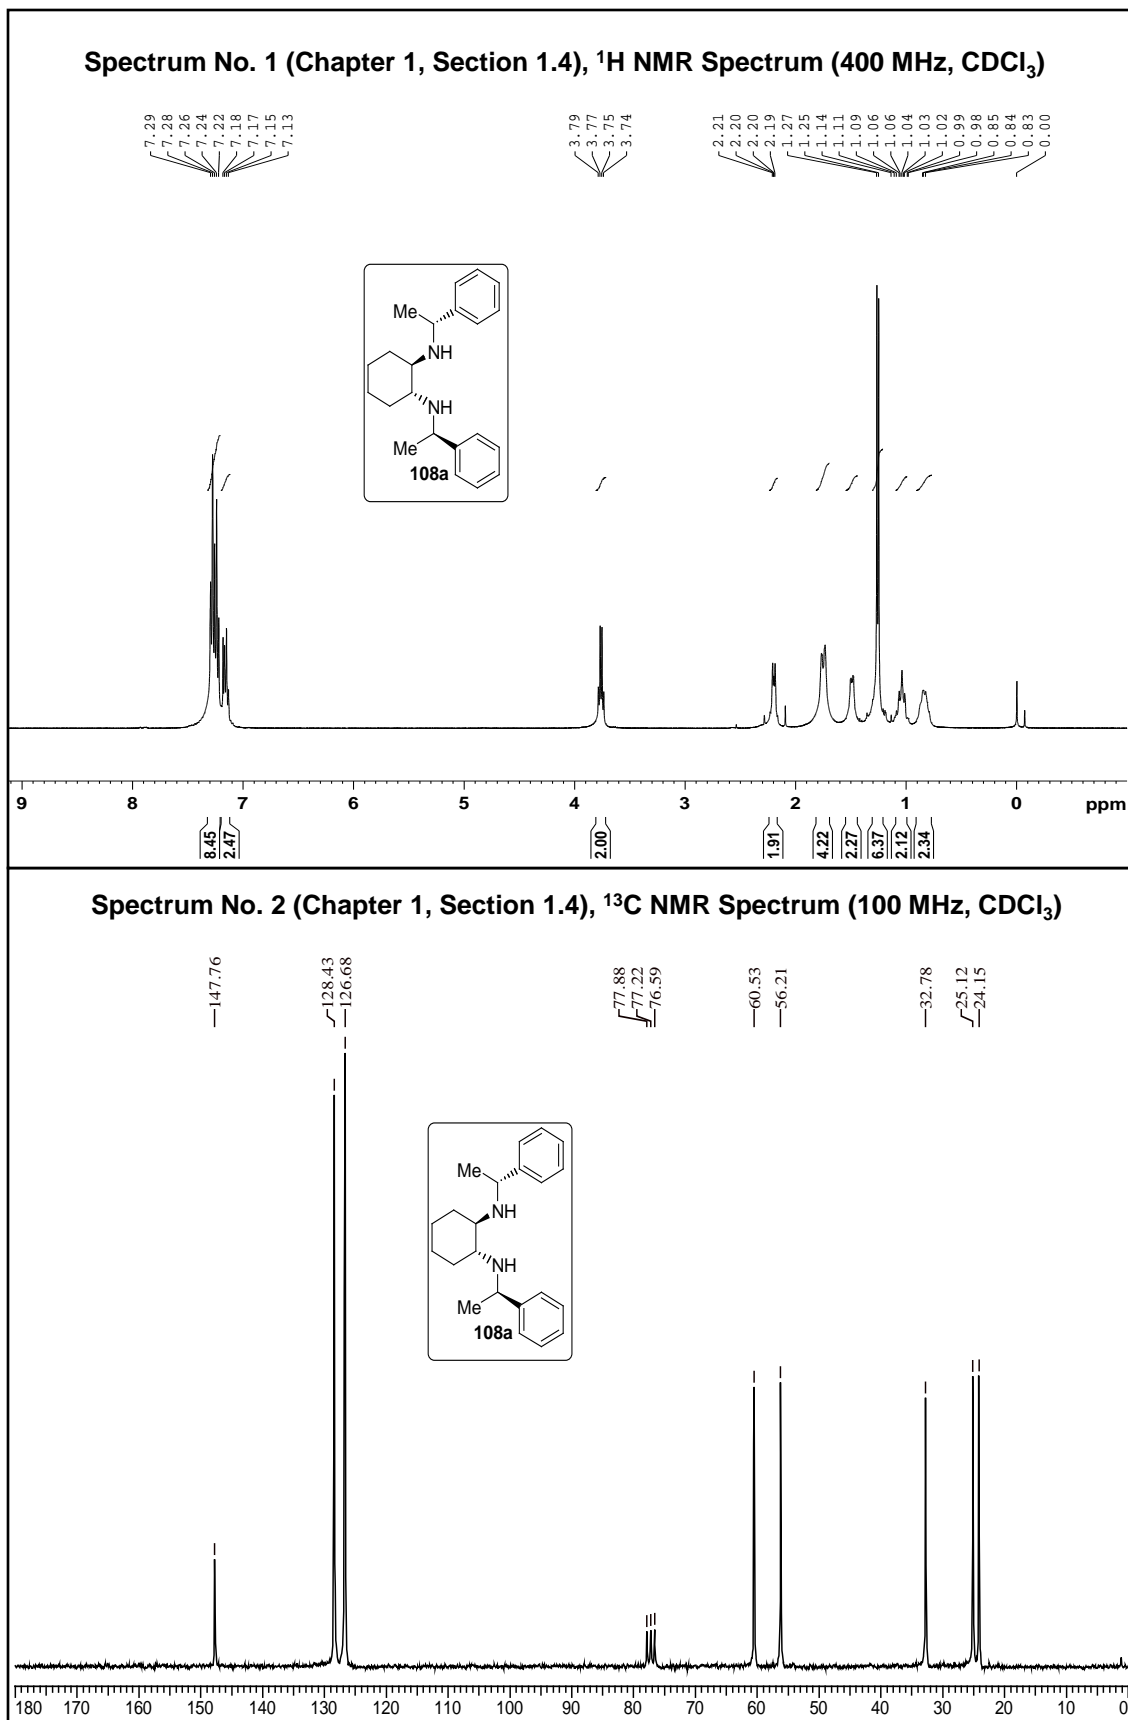 Spectrum No. 1 (Chapter 1, Section 1.4), ¹H NMR Spectrum (400 MHz, CDCl₃)
7.29
7.28
7.26
7.24
7.22
7.18
7.17
7.15
7.13
3.79
3.77
3.75
3.74
2.21
2.20
2.20
2.19
1.27
1.25
1.14
1.11
1.09
1.06
1.06
1.04
1.03
1.02
0.99
0.98
0.85
0.84
0.83
0.00
Me
NH
NH
Me
108a
9 8 7 6 5 4 3 2 1 0 ppm
8.45 2.47 2.00 1.91 4.22 2.27 6.37 2.12 2.34
Spectrum No. 2 (Chapter 1, Section 1.4), ¹³C NMR Spectrum (100 MHz, CDCl₃)
147.76
128.43
126.68
77.88
77.22
76.59
60.53
56.21
32.78
25.12
24.15
Me
NH
NH
Me
108a
180 170 160 150 140 130 120 110 100 90 80 70 60 50 40 30 20 10 0